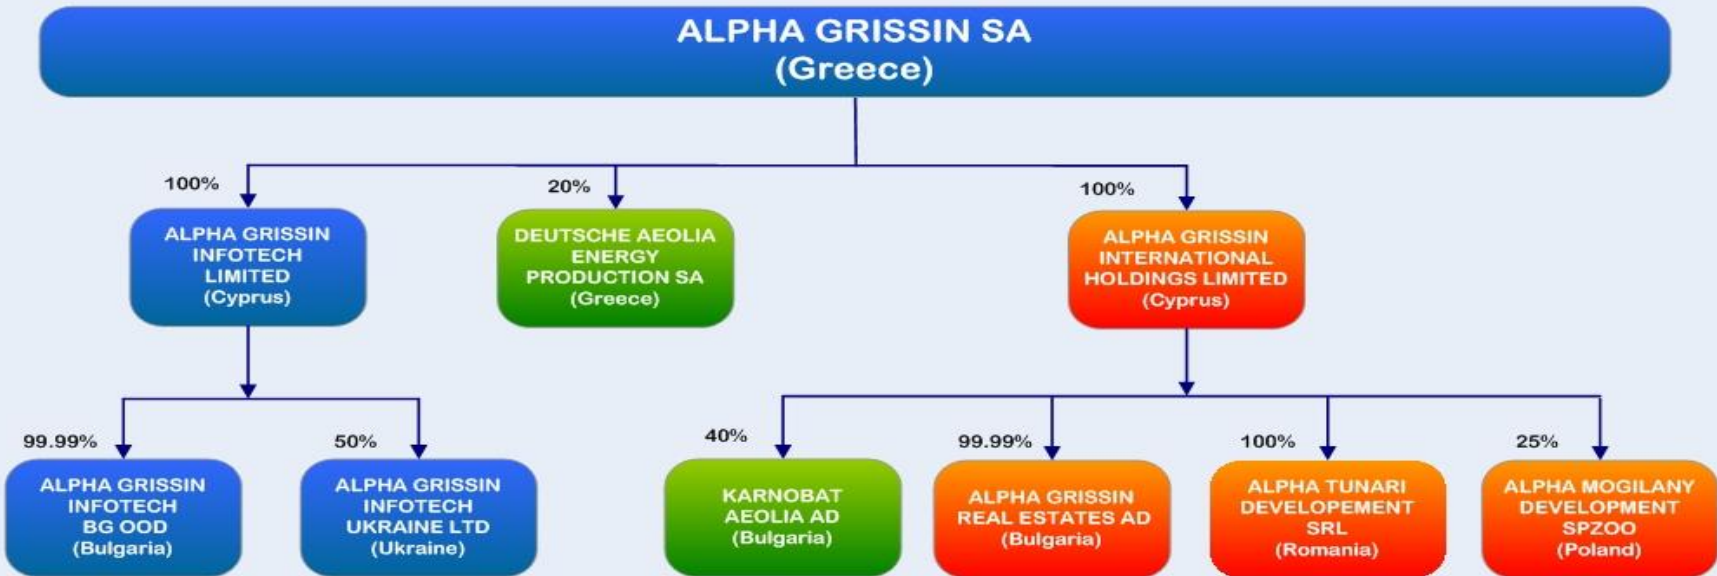 ALPHA GRISSIN SA
(Greece)
100%
20%
100%
ALPHA GRISSIN
INFOTECH
LIMITED
(Cyprus)
DEUTSCHE AEOLIA
ENERGY
PRODUCTION SA
(Greece)
ALPHA GRISSIN
INTERNATIONAL
HOLDINGS LIMITED
(Cyprus)
99.99%
50%
40%
99.99%
100%
25%
ALPHA GRISSIN
INFOTECH
BG OOD
(Bulgaria)
ALPHA GRISSIN
INFOTECH
UKRAINE LTD
(Ukraine)
KARNOBAT
AEOLIA AD
(Bulgaria)
ALPHA GRISSIN
REAL ESTATES AD
(Bulgaria)
ALPHA TUNARI
DEVELOPEMENT
SRL
(Romania)
ALPHA MOGILANY
DEVELOPMENT
SPZOO
(Poland)